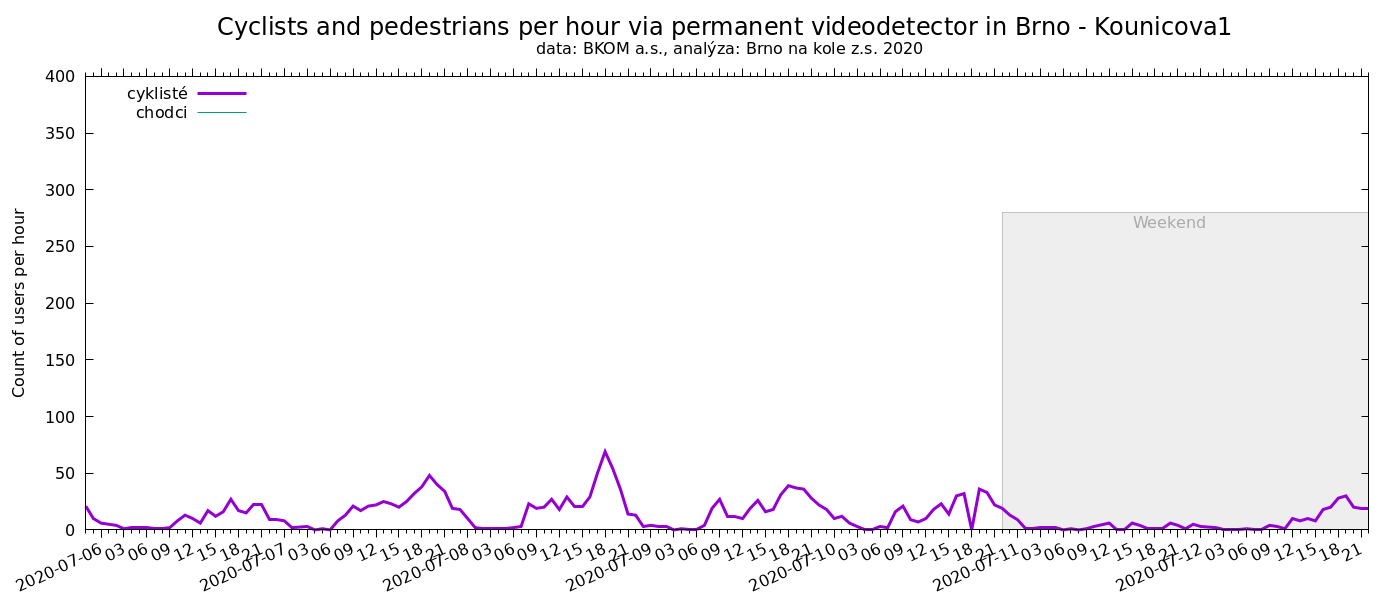 Cyclists and pedestrians per hour via permanent videodetector in Brno - Kounicova1
data: BKOM a.s., analýza: Brno na kole z.s. 2020
cyklisté
chodci
Weekend
Count of users per hour
400
350
300
250
200
150
100
50
0
2020-07-06 03 06 09 12 15 18 21 2020-07-07 03 06 09 12 15 18 21 2020-07-08 03 06 09 12 15 18 21 2020-07-09 03 06 09 12 15 18 21 2020-07-10 03 06 09 12 15 18 21 2020-07-11 03 06 09 12 15 18 21 2020-07-12 03 06 09 12 15 18 21